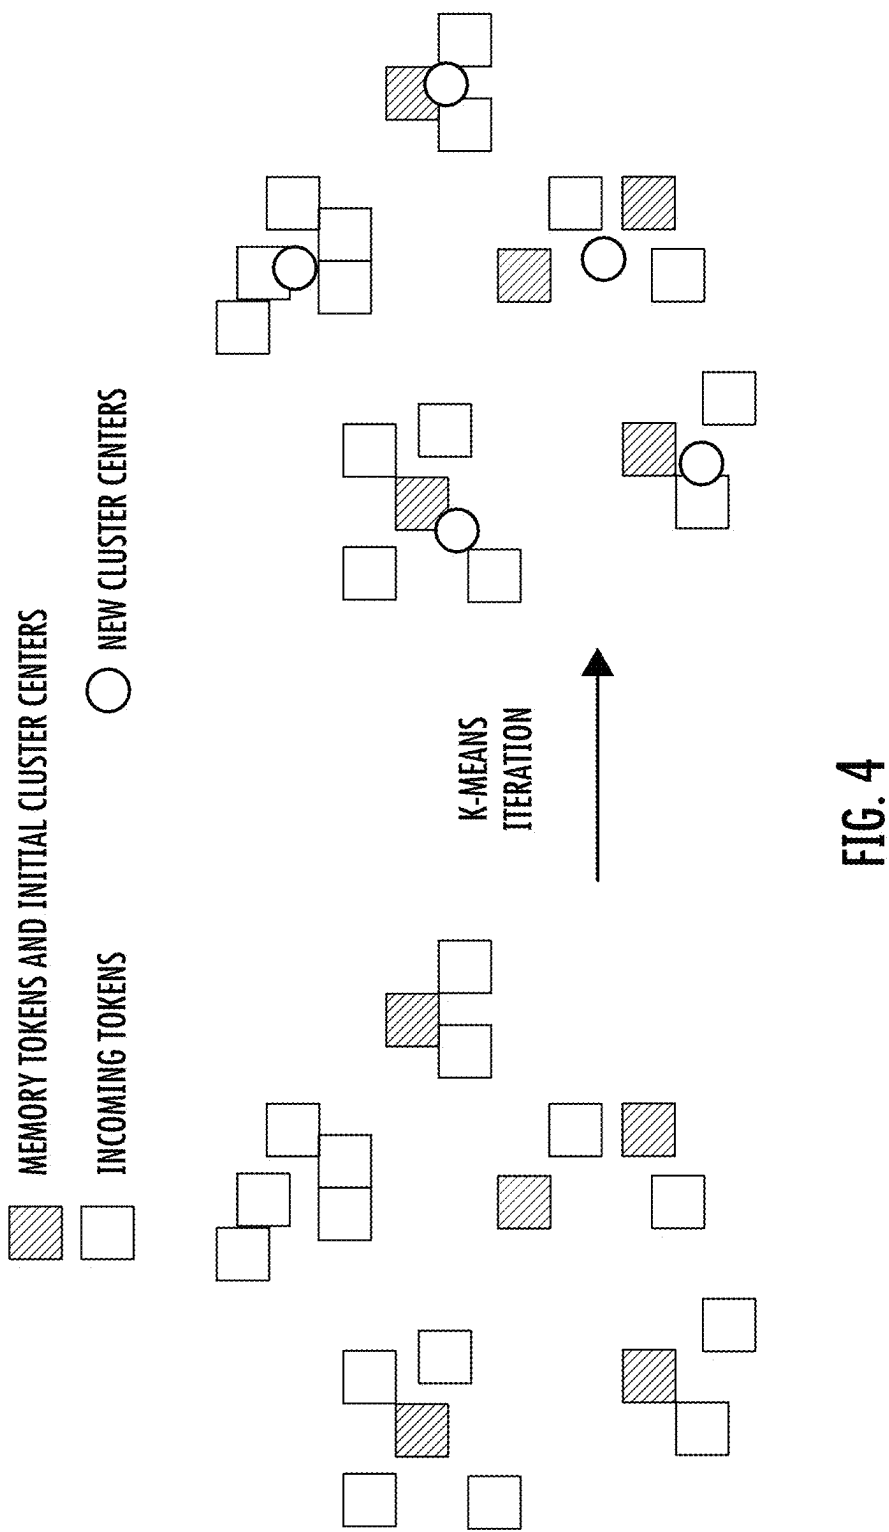 MEMORY TOKENS AND INITIAL CLUSTER CENTERS
INCOMING TOKENS
NEW CLUSTER CENTERS
K-MEANS
ITERATION
FIG. 4